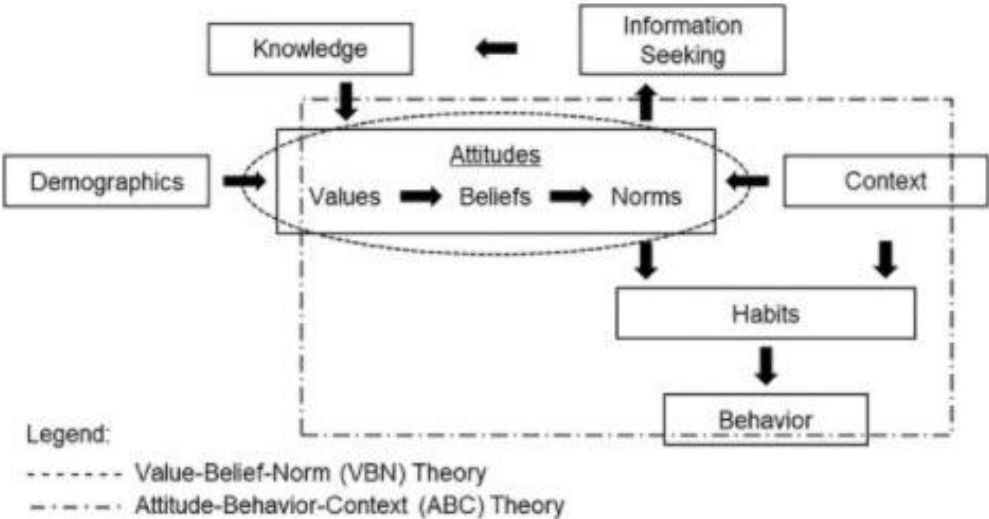 Knowledge
Information
Seeking
Attitudes
Demographics
Values
Beliefs
Norms
Context
Habits
Behavior
Legend:
Value-Belief-Norm (VBN) Theory
Attitude-Behavior-Context (ABC) Theory